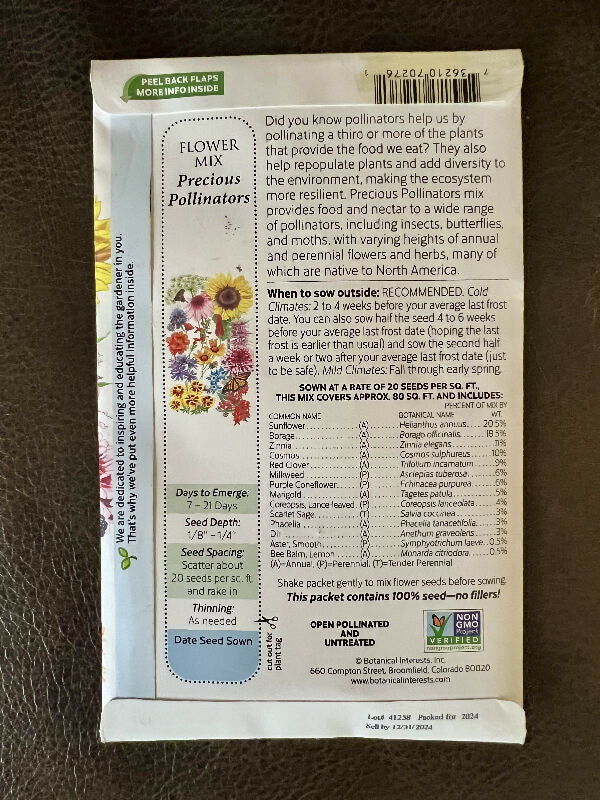 PEEL BACK FLAPS
MORE INFO INSIDE
7 36210 70276 1
We are dedicated to inspiring and educating the gardener in you.
That's why we've put even more helpful information inside.
FLOWER
MIX
Precious
Pollinators
Days to Emerge:
7 – 21 Days
Seed Depth:
1/8" – 1/4"
Seed Spacing:
Scatter about
20 seeds per sq. ft.
and rake in
Thinning:
As needed
Date Seed Sown
cut out for
plant tag
Did you know pollinators help us by
pollinating a third or more of the plants
that provide the food we eat? They also
help repopulate plants and add diversity to
the environment, making the ecosystem
more resilient. Precious Pollinators mix
provides food and nectar to a wide range
of pollinators, including insects, butterflies,
and moths, with varying heights of annual
and perennial flowers and herbs, many of
which are native to North America.
When to sow outside: RECOMMENDED. Cold
Climates: 2 to 4 weeks before your average last frost
date. You can also sow half the seed 4 to 6 weeks
before your average last frost date (hoping the last
frost is earlier than usual) and sow the second half
a week or two after your average last frost date (just
to be safe). Mild Climates: Fall through early spring.
SOWN AT A RATE OF 20 SEEDS PER SQ. FT.,
THIS MIX COVERS APPROX. 80 SQ. FT. AND INCLUDES:
PERCENT OF MIX BY
COMMON NAME BOTANICAL NAME WT.
Sunflower (A) Helianthus annuus 20.5%
Borage (A) Borago officinalis 18.5%
Zinnia (A) Zinnia elegans 11%
Cosmos (A) Cosmos sulphureus 10%
Red Clover (A) Trifolium incarnatum 9%
Milkweed (P) Asclepias tuberosa 6%
Purple Coneflower (P) Echinacea purpurea 6%
Marigold (A) Tagetes patula 5%
Coreopsis, Lance-leaved (P) Coreopsis lanceolata 4%
Scarlet Sage (T) Salvia coccinea 3%
Phacelia (A) Phacelia tanacetifolia 3%
Dill (A) Anethum graveolens 3%
Aster, Smooth (P) Symphyotrichum laeve 0.5%
Bee Balm, Lemon (A) Monarda citriodora 0.5%
(A)=Annual, (P)=Perennial, (T)=Tender Perennial
Shake packet gently to mix flower seeds before sowing.
This packet contains 100% seed—no fillers!
OPEN POLLINATED
AND
UNTREATED
NON
GMO
Project
VERIFIED
nongmoproject.org
© Botanical Interests, Inc.
660 Compton Street, Broomfield, Colorado 80020
www.botanicalinterests.com
Lot# 41258 Packed for 2024
Sell by 12/31/2024